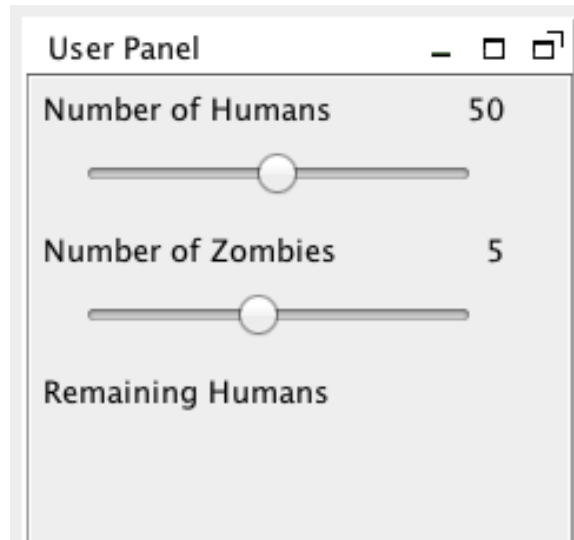 User Panel
Number of Humans 50
Number of Zombies 5
Remaining Humans